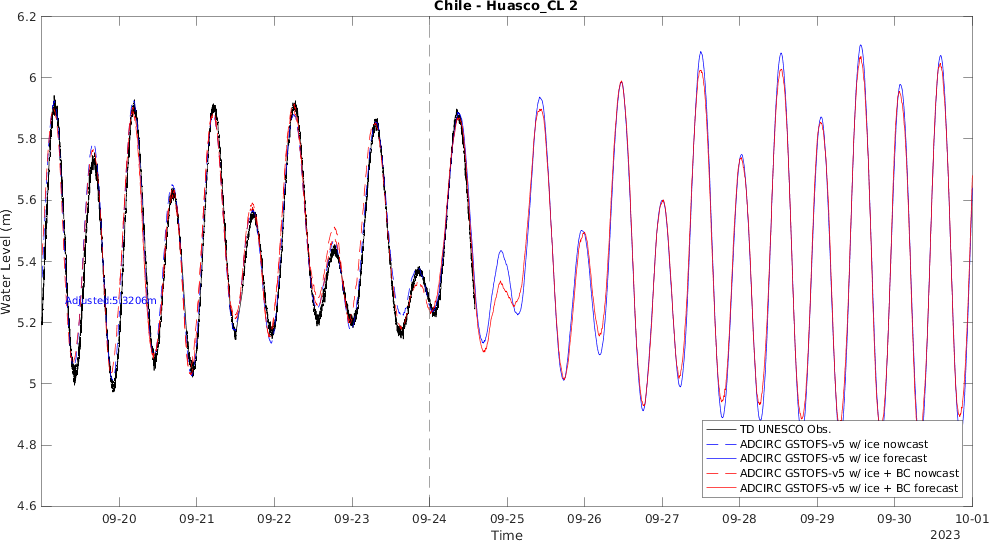 Chile - Huasco_CL 2
Water Level (m)
6.2
6
5.8
5.6
5.4
5.2
5
4.8
4.6
Adjusted:5.3206m
TD UNESCO Obs.
ADCIRC GSTOFS-v5 w/ ice nowcast
ADCIRC GSTOFS-v5 w/ ice forecast
ADCIRC GSTOFS-v5 w/ ice + BC nowcast
ADCIRC GSTOFS-v5 w/ ice + BC forecast
09-20 09-21 09-22 09-23 09-24 09-25 09-26 09-27 09-28 09-29 09-30 10-01
Time
2023